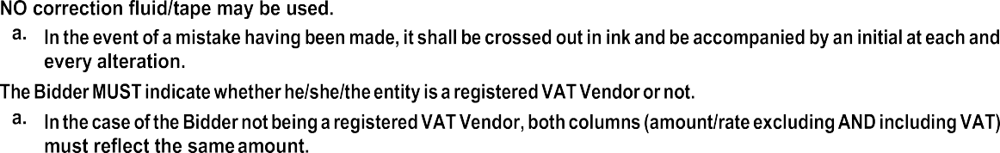 NO correction fluid/tape may be used.
a. In the event of a mistake having been made, it shall be crossed out in ink and be accompanied by an initial at each and
every alteration.
The Bidder MUST indicate whether he/she/the entity is a registered VAT Vendor or not.
a. In the case of the Bidder not being a registered VAT Vendor, both columns (amount/rate excluding AND including VAT)
must reflect the same amount.